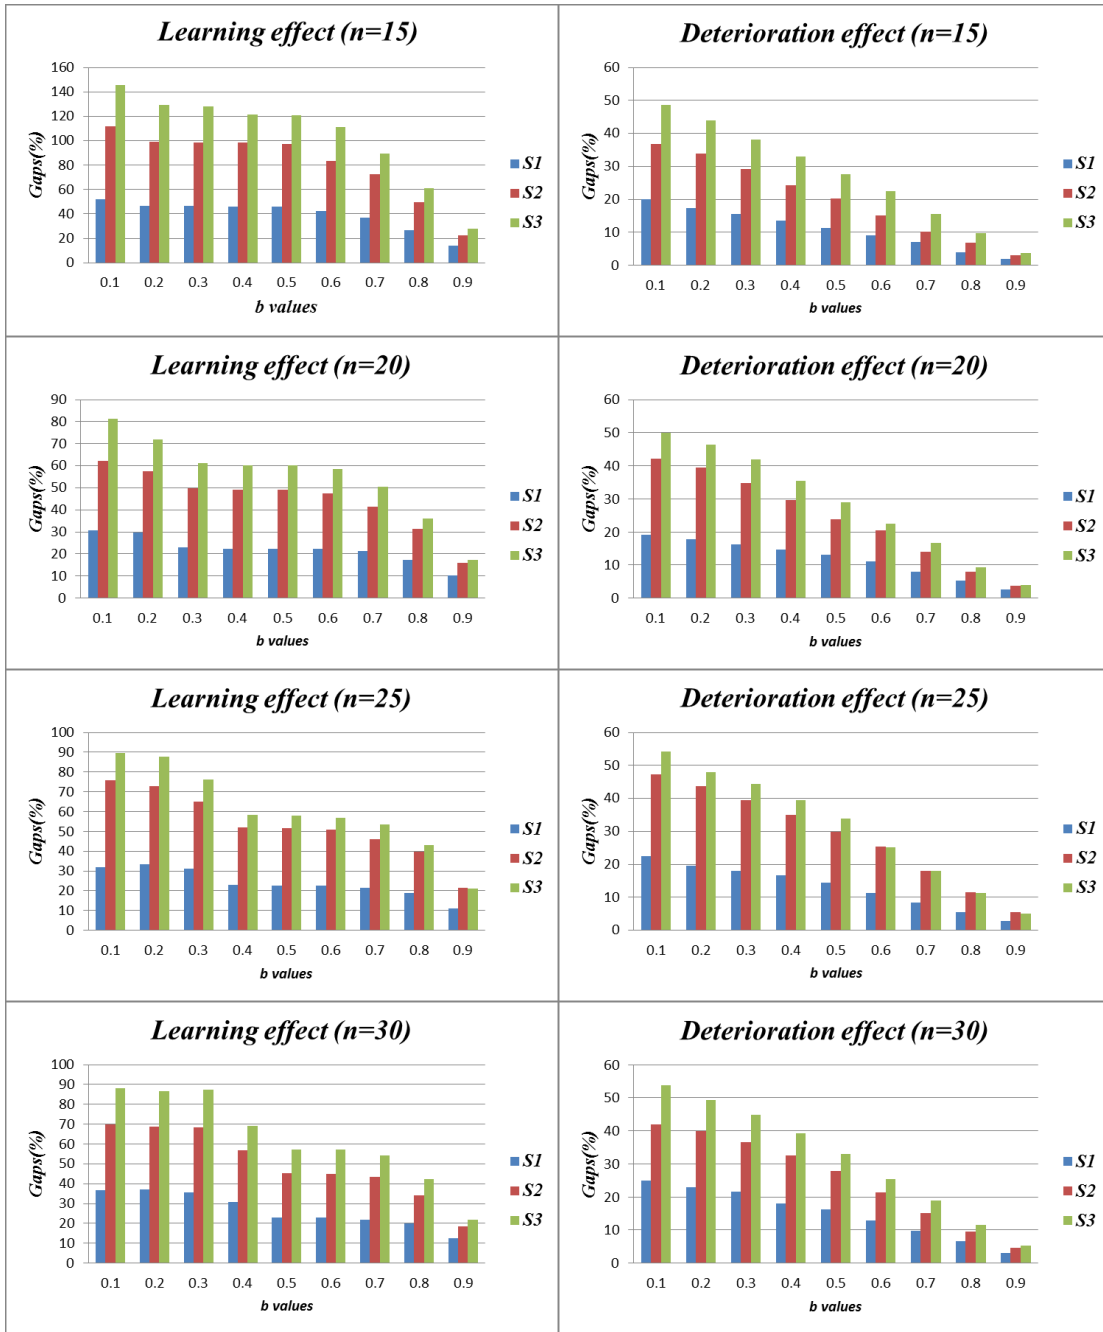 Learning effect (n=15)
160
140
120
100
80
60
40
20
0
Gaps(%)
0.1 0.2 0.3 0.4 0.5 0.6 0.7 0.8 0.9
b values
S1
S2
S3
Deterioration effect (n=15)
60
50
40
30
20
10
0
Gaps(%)
0.1 0.2 0.3 0.4 0.5 0.6 0.7 0.8 0.9
b values
S1
S2
S3
Learning effect (n=20)
90
80
70
60
50
40
30
20
10
0
Gaps(%)
0.1 0.2 0.3 0.4 0.5 0.6 0.7 0.8 0.9
b values
S1
S2
S3
Deterioration effect (n=20)
60
50
40
30
20
10
0
Gaps(%)
0.1 0.2 0.3 0.4 0.5 0.6 0.7 0.8 0.9
b values
S1
S2
S3
Learning effect (n=25)
100
90
80
70
60
50
40
30
20
10
0
Gaps(%)
0.1 0.2 0.3 0.4 0.5 0.6 0.7 0.8 0.9
b values
S1
S2
S3
Deterioration effect (n=25)
60
50
40
30
20
10
0
Gaps(%)
0.1 0.2 0.3 0.4 0.5 0.6 0.7 0.8 0.9
b values
S1
S2
S3
Learning effect (n=30)
100
90
80
70
60
50
40
30
20
10
0
Gaps(%)
0.1 0.2 0.3 0.4 0.5 0.6 0.7 0.8 0.9
b values
S1
S2
S3
Deterioration effect (n=30)
60
50
40
30
20
10
0
Gaps(%)
0.1 0.2 0.3 0.4 0.5 0.6 0.7 0.8 0.9
b values
S1
S2
S3